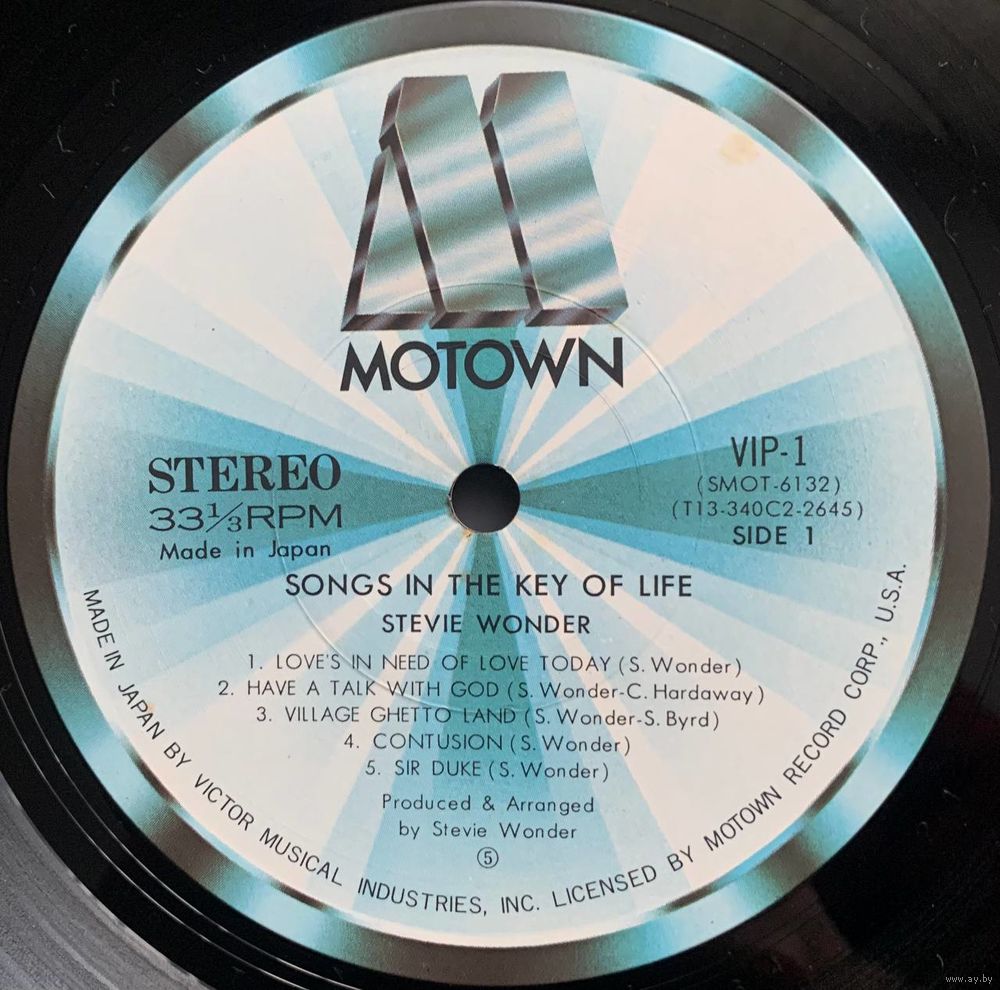 MOTOWN
STEREO
33⅓RPM
Made in Japan
VIP-1
(SMOT-6132)
(T13-340C2-2645)
SIDE 1
SONGS IN THE KEY OF LIFE
STEVIE WONDER
1. LOVE'S IN NEED OF LOVE TODAY (S. Wonder)
2. HAVE A TALK WITH GOD (S. Wonder-C. Hardaway)
3. VILLAGE GHETTO LAND (S. Wonder-S. Byrd)
4. CONTUSION (S. Wonder)
5. SIR DUKE (S. Wonder)
Produced & Arranged
by Stevie Wonder
⑤
MADE IN JAPAN BY VICTOR MUSICAL INDUSTRIES, INC. LICENSED BY MOTOWN RECORD CORP., U.S.A.
www.ay.by